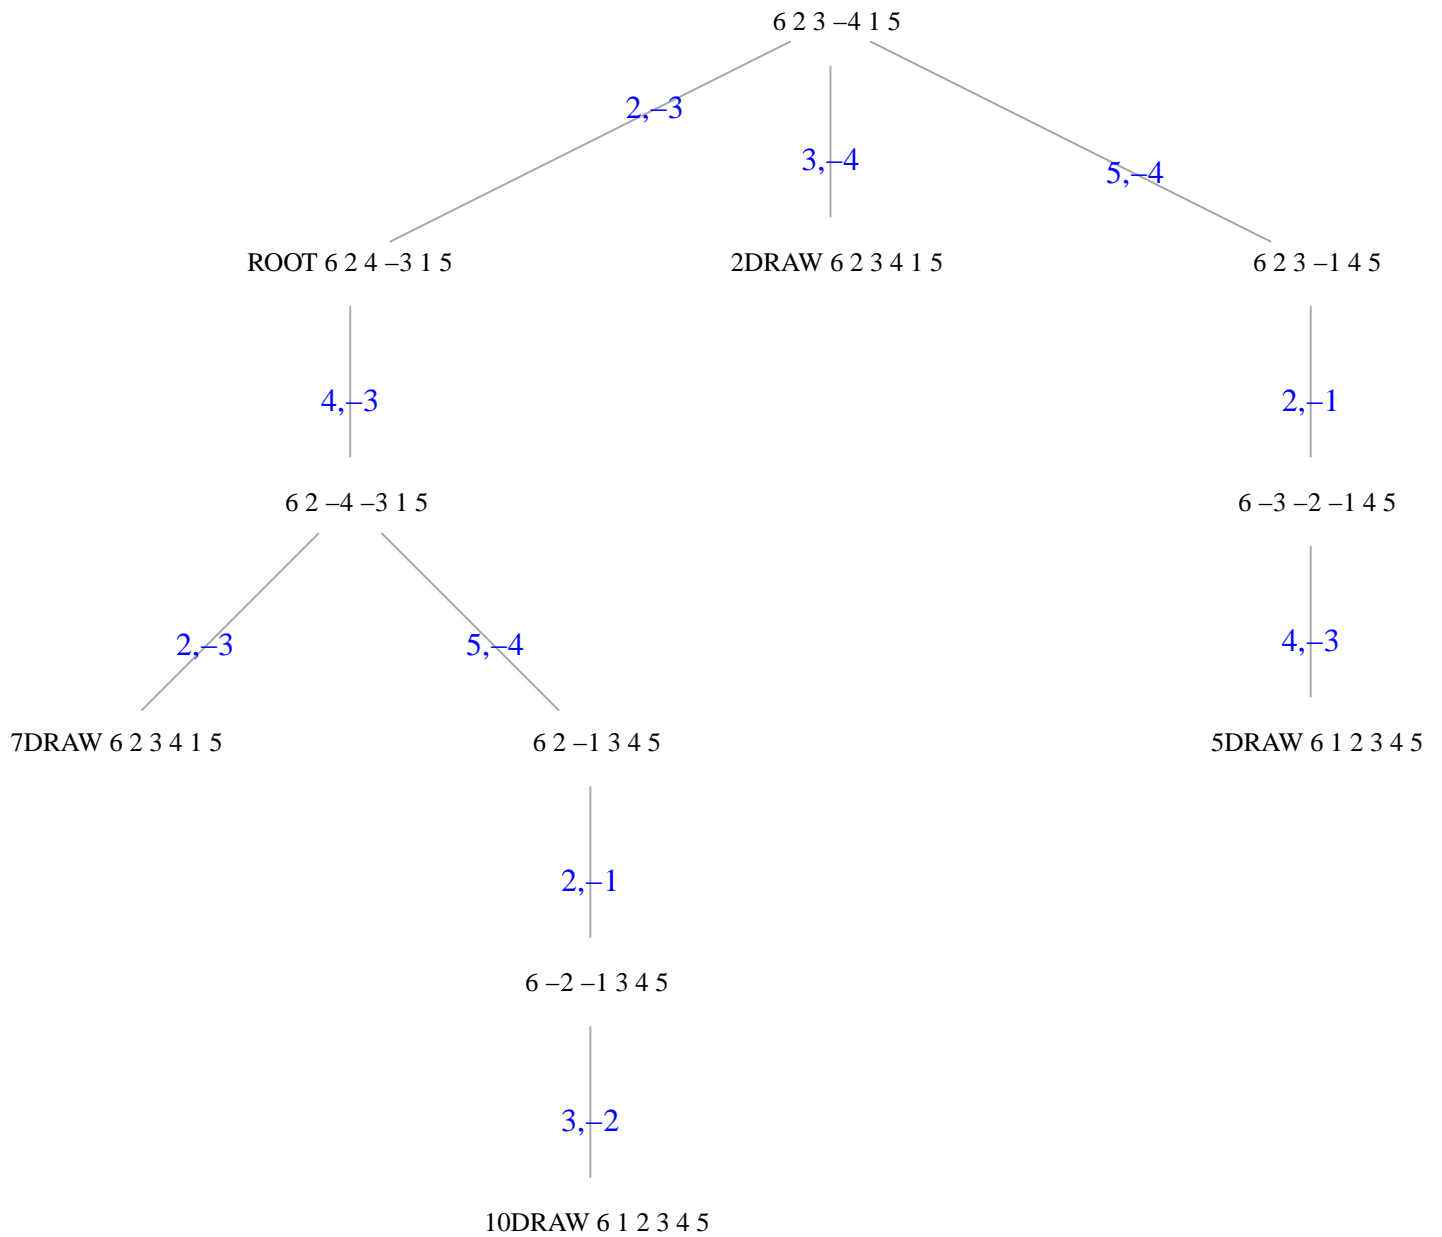 6 2 3 –4 1 5
2,–3
3,–4
5,–4
ROOT 6 2 4 –3 1 5
2DRAW 6 2 3 4 1 5
6 2 3 –1 4 5
4,–3
2,–1
6 2 –4 –3 1 5
6 –3 –2 –1 4 5
2,–3
5,–4
4,–3
7DRAW 6 2 3 4 1 5
6 2 –1 3 4 5
5DRAW 6 1 2 3 4 5
2,–1
6 –2 –1 3 4 5
3,–2
10DRAW 6 1 2 3 4 5